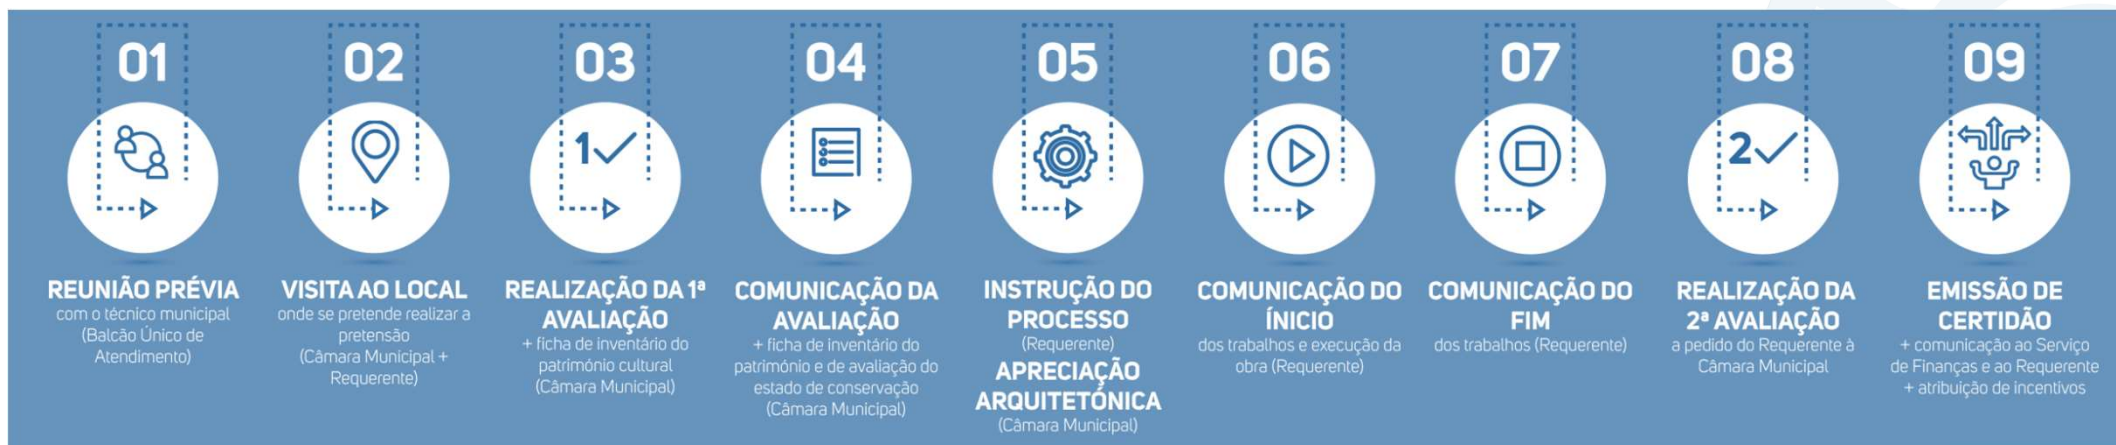 01
REUNIÃO PRÉVIA
com o técnico municipal
(Balcão Único de
Atendimento)
02
VISITA AO LOCAL
onde se pretende realizar a
pretensão
(Câmara Municipal +
Requerente)
03
1
REALIZAÇÃO DA 1ª
AVALIAÇÃO
+ ficha de inventário do
património cultural
(Câmara Municipal)
04
COMUNICAÇÃO DA
AVALIAÇÃO
+ ficha de inventário do
património e de avaliação do
estado de conservação
(Câmara Municipal)
05
INSTRUÇÃO DO
PROCESSO
(Requerente)
APRECIAÇÃO
ARQUITETÓNICA
(Câmara Municipal)
06
COMUNICAÇÃO DO
ÍNICIO
dos trabalhos e execução da
obra (Requerente)
07
COMUNICAÇÃO DO
FIM
dos trabalhos (Requerente)
08
2
REALIZAÇÃO DA
2ª AVALIAÇÃO
a pedido do Requerente à
Câmara Municipal
09
EMISSÃO DE
CERTIDÃO
+ comunicação ao Serviço
de Finanças e ao Requerente
+ atribuição de incentivos